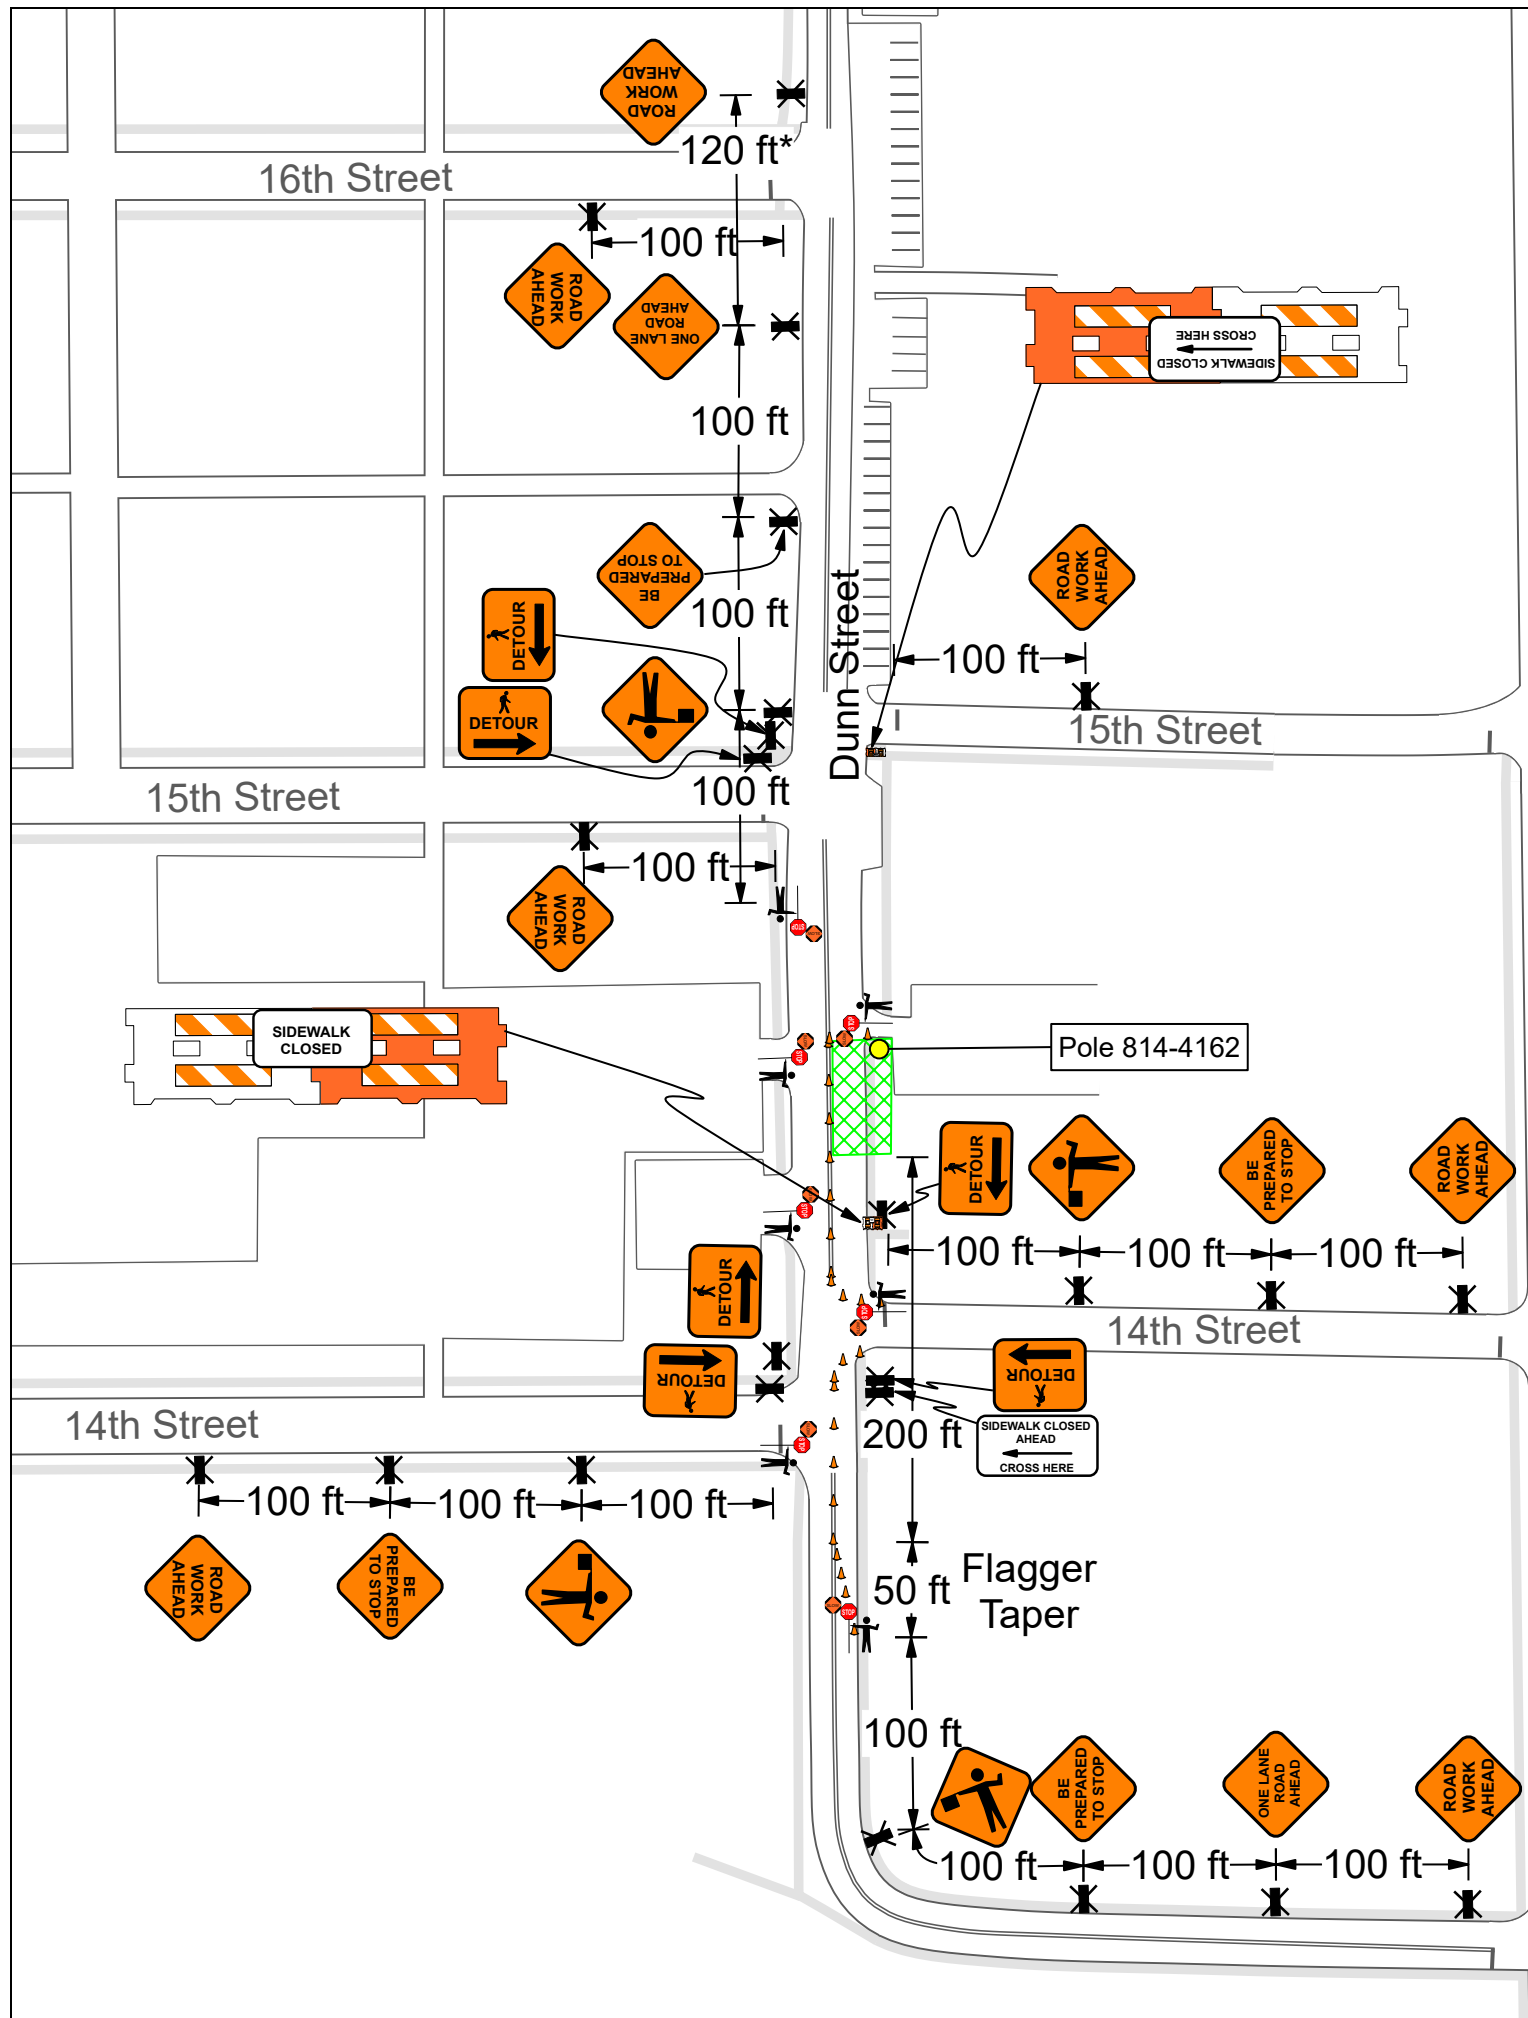 ROAD
WORK
AHEAD
120 ft*
16th Street
100 ft
ROAD
WORK
AHEAD
ONE LANE
ROAD
AHEAD
SIDEWALK CLOSED
CROSS HERE
100 ft
BE
PREPARED
TO STOP
100 ft
ROAD
WORK
AHEAD
DETOUR
Dunn Street
100 ft
DETOUR
15th Street
15th Street
100 ft
100 ft
ROAD
WORK
AHEAD
STOP
SIDEWALK
CLOSED
STOP
Pole 814-4162
DETOUR
BE
PREPARED
TO STOP
ROAD
WORK
AHEAD
STOP
100 ft
100 ft
100 ft
DETOUR
14th Street
DETOUR
DETOUR
14th Street
SIDEWALK CLOSED
AHEAD
CROSS HERE
200 ft
STOP
100 ft
100 ft
100 ft
ROAD
WORK
AHEAD
BE
PREPARED
TO STOP
Flagger
Taper
50 ft
STOP
100 ft
BE
PREPARED
TO STOP
ONE LANE
ROAD
AHEAD
ROAD
WORK
AHEAD
100 ft
100 ft
100 ft